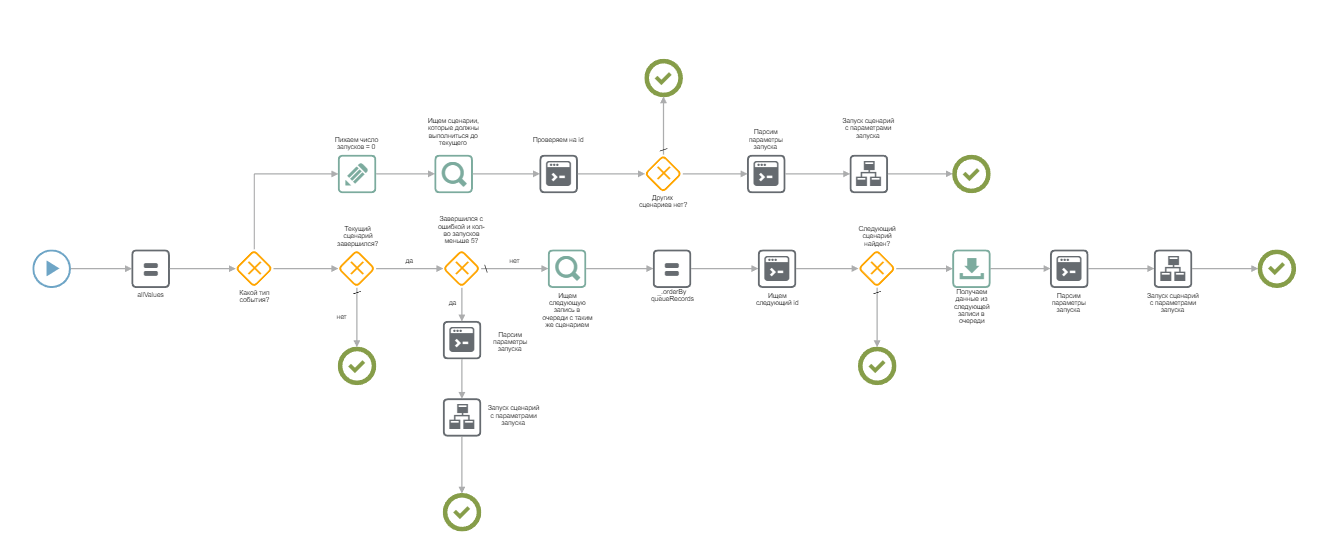 Пихаем число
запусков = 0
Ищем сценарии,
которые должны
выполниться до
текущего
Проверяем на id
Других
сценариев нет?
Парсим
параметры
запуска
Запуск сценарий
с параметрами
запуска
allValues
Какой тип
события?
Текущий
сценарий
завершился?
да
нет
Завершился с
ошибкой и кол-
во запусков
меньше 5?
нет
да
Парсим
параметры
запуска
Запуск сценарий
с параметрами
запуска
Ищем
следующую
запись в
очереди с таким
же сценарием
_.orderBy
queueRecords
Ищем
следующий id
Следующий
сценарий
найден?
Получаем
данные из
следующей
записи в
очереди
Парсим
параметры
запуска
Запуск сценарий
с параметрами
запуска